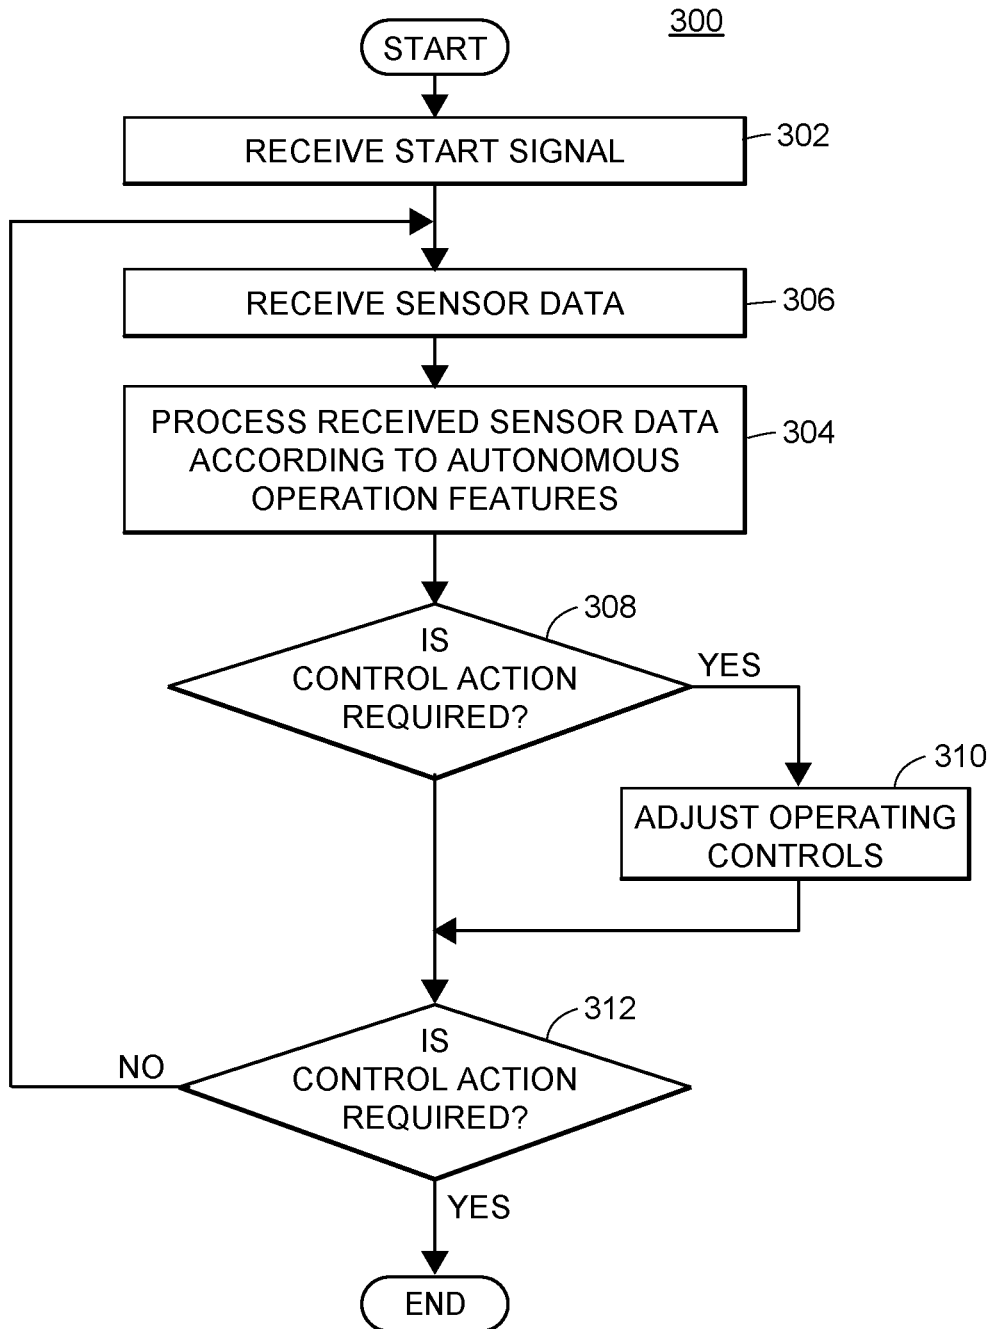 300
START
RECEIVE START SIGNAL
302
RECEIVE SENSOR DATA
306
PROCESS RECEIVED SENSOR DATA
ACCORDING TO AUTONOMOUS
OPERATION FEATURES
304
IS
CONTROL ACTION
REQUIRED?
308
YES
ADJUST OPERATING
CONTROLS
310
IS
CONTROL ACTION
REQUIRED?
312
NO
YES
END